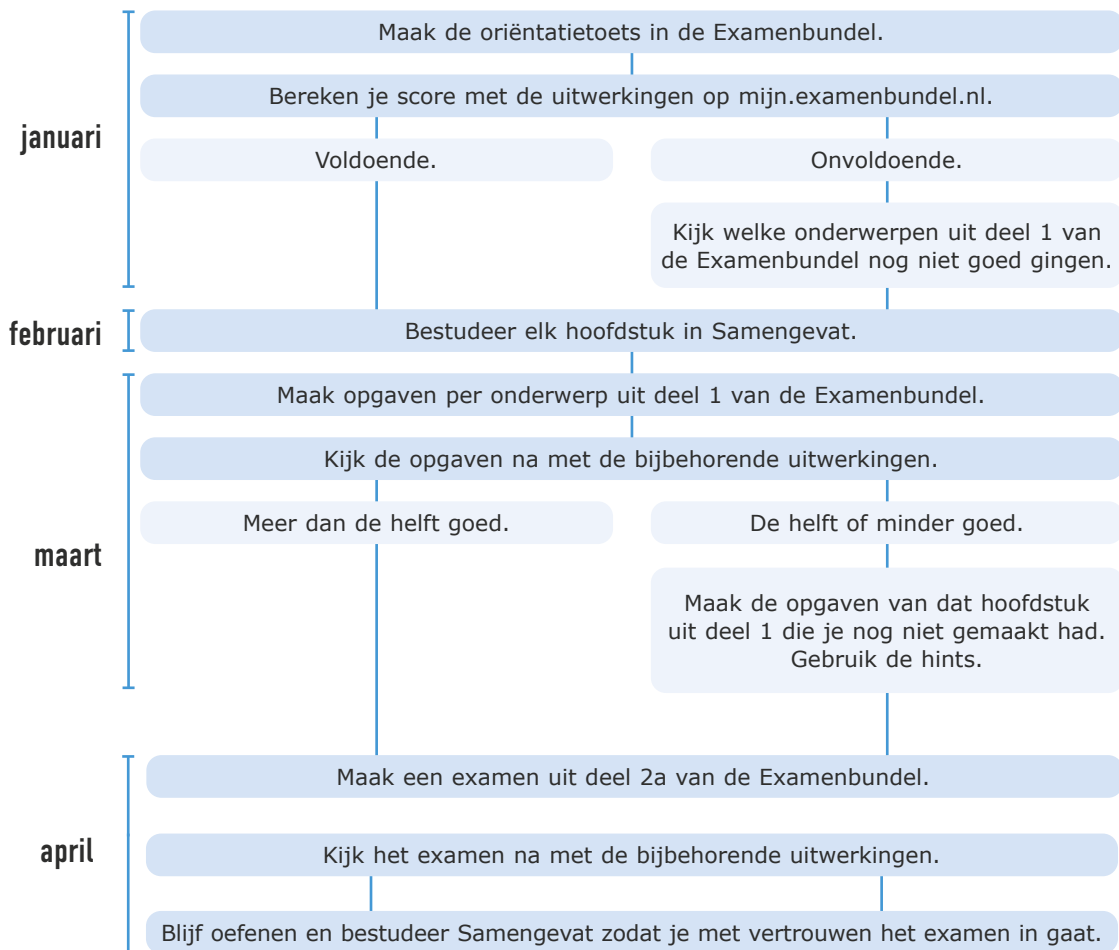 januari
Maak de oriëntatietoets in de Examenbundel.
Bereken je score met de uitwerkingen op mijn.examenbundel.nl.
Voldoende.
Onvoldoende.
Kijk welke onderwerpen uit deel 1 van
de Examenbundel nog niet goed gingen.
februari
Bestudeer elk hoofdstuk in Samengevat.
maart
Maak opgaven per onderwerp uit deel 1 van de Examenbundel.
Kijk de opgaven na met de bijbehorende uitwerkingen.
Meer dan de helft goed.
De helft of minder goed.
Maak de opgaven van dat hoofdstuk
uit deel 1 die je nog niet gemaakt had.
Gebruik de hints.
april
Maak een examen uit deel 2a van de Examenbundel.
Kijk het examen na met de bijbehorende uitwerkingen.
Blijf oefenen en bestudeer Samengevat zodat je met vertrouwen het examen in gaat.